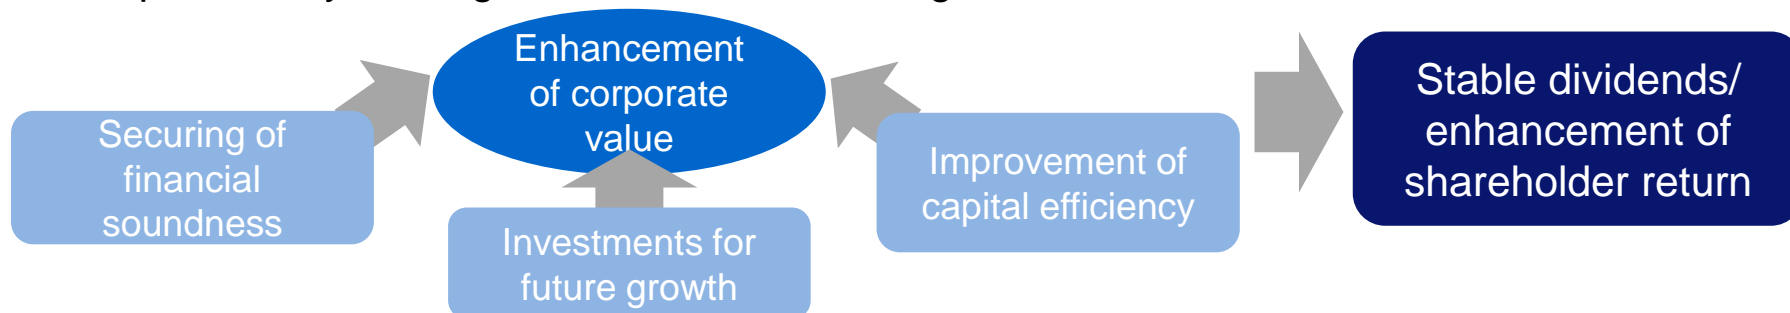 Enhancement
of corporate
value
Securing of
financial
soundness
Investments for
future growth
Improvement of
capital efficiency
Stable dividends/
enhancement of
shareholder return